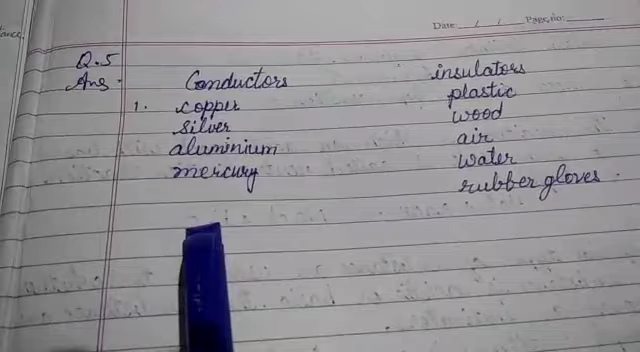 Date: / / Page no:
Q.5
Ans. Conductors insulators
1. copper plastic
silver wood
aluminium air
mercury water
rubber gloves.